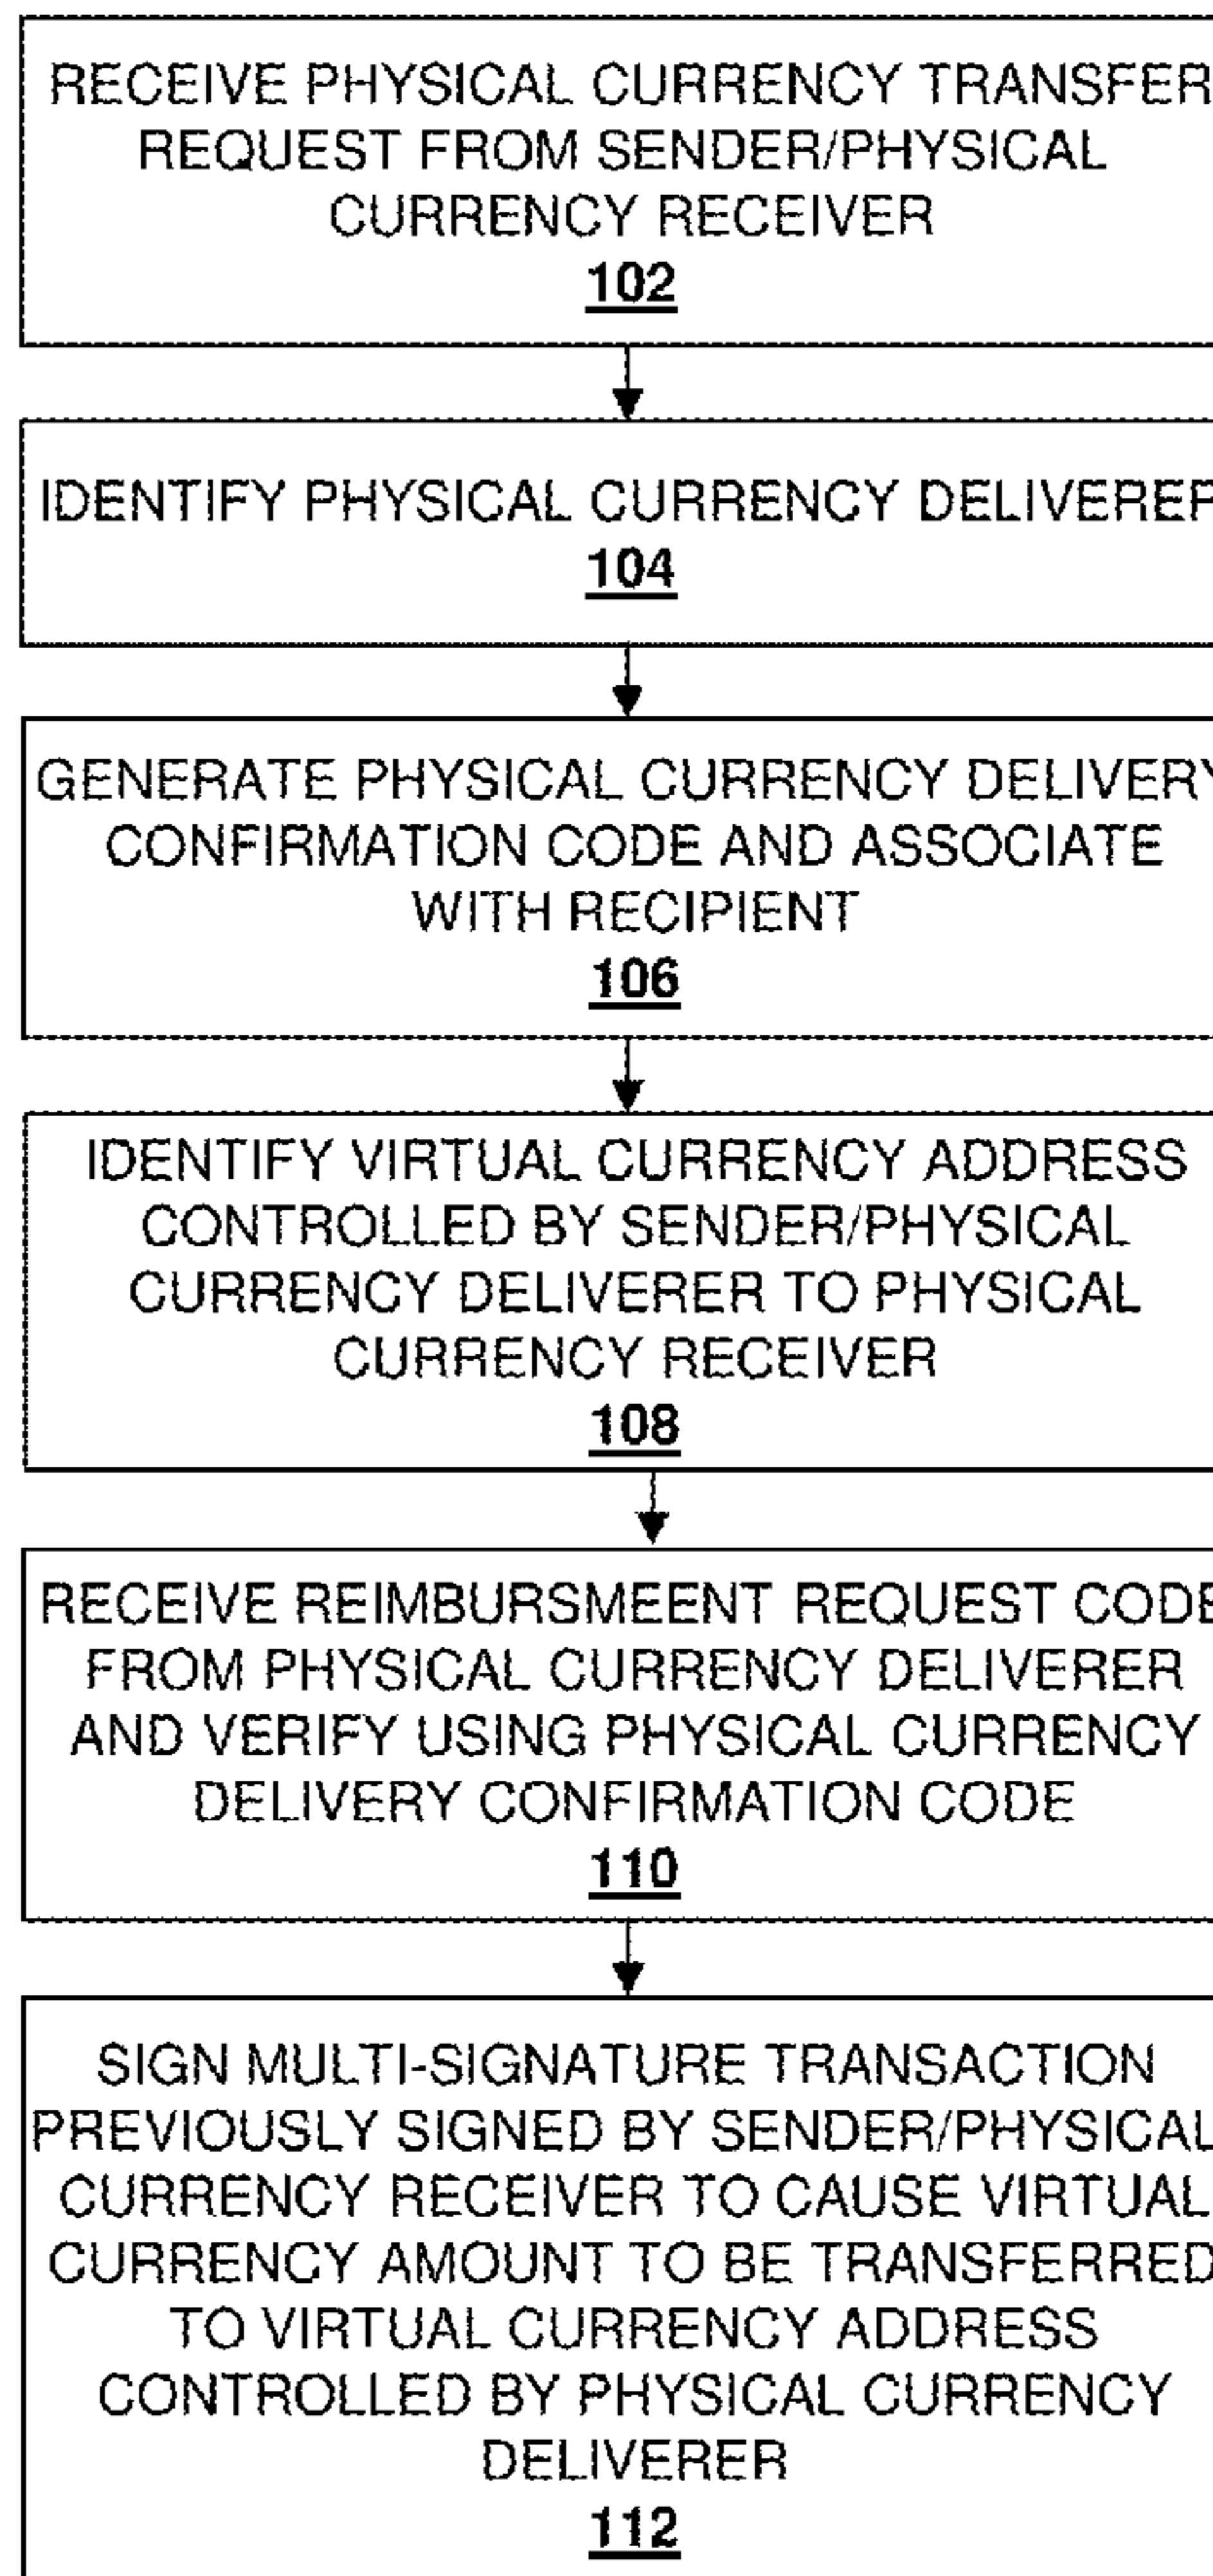 RECEIVE PHYSICAL CURRENCY TRANSFER
REQUEST FROM SENDER/PHYSICAL
CURRENCY RECEIVER
102
IDENTIFY PHYSICAL CURRENCY DELIVERER
104
GENERATE PHYSICAL CURRENCY DELIVERY
CONFIRMATION CODE AND ASSOCIATE
WITH RECIPIENT
106
IDENTIFY VIRTUAL CURRENCY ADDRESS
CONTROLLED BY SENDER/PHYSICAL
CURRENCY DELIVERER TO PHYSICAL
CURRENCY RECEIVER
108
RECEIVE REIMBURSMEENT REQUEST CODE
FROM PHYSICAL CURRENCY DELIVERER
AND VERIFY USING PHYSICAL CURRENCY
DELIVERY CONFIRMATION CODE
110
SIGN MULTI-SIGNATURE TRANSACTION
PREVIOUSLY SIGNED BY SENDER/PHYSICAL
CURRENCY RECEIVER TO CAUSE VIRTUAL
CURRENCY AMOUNT TO BE TRANSFERRED
TO VIRTUAL CURRENCY ADDRESS
CONTROLLED BY PHYSICAL CURRENCY
DELIVERER
112